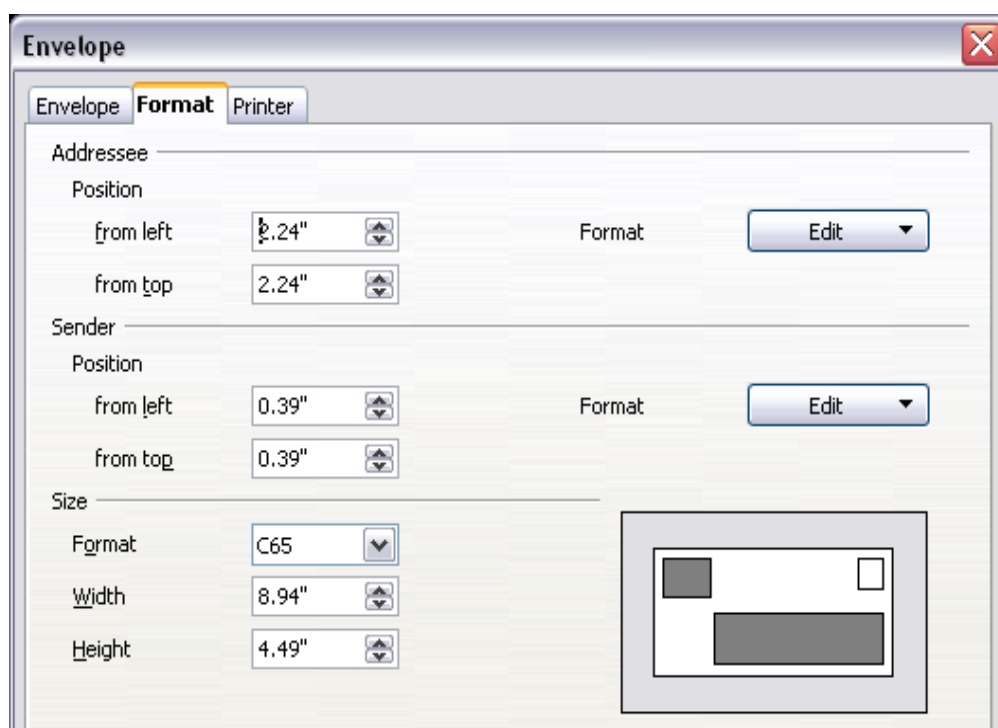 Envelope
Envelope Format Printer
Addressee
Position
from left 2.24" Format Edit
from top 2.24"
Sender
Position
from left 0.39" Format Edit
from top 0.39"
Size
Format C65
Width 8.94"
Height 4.49"